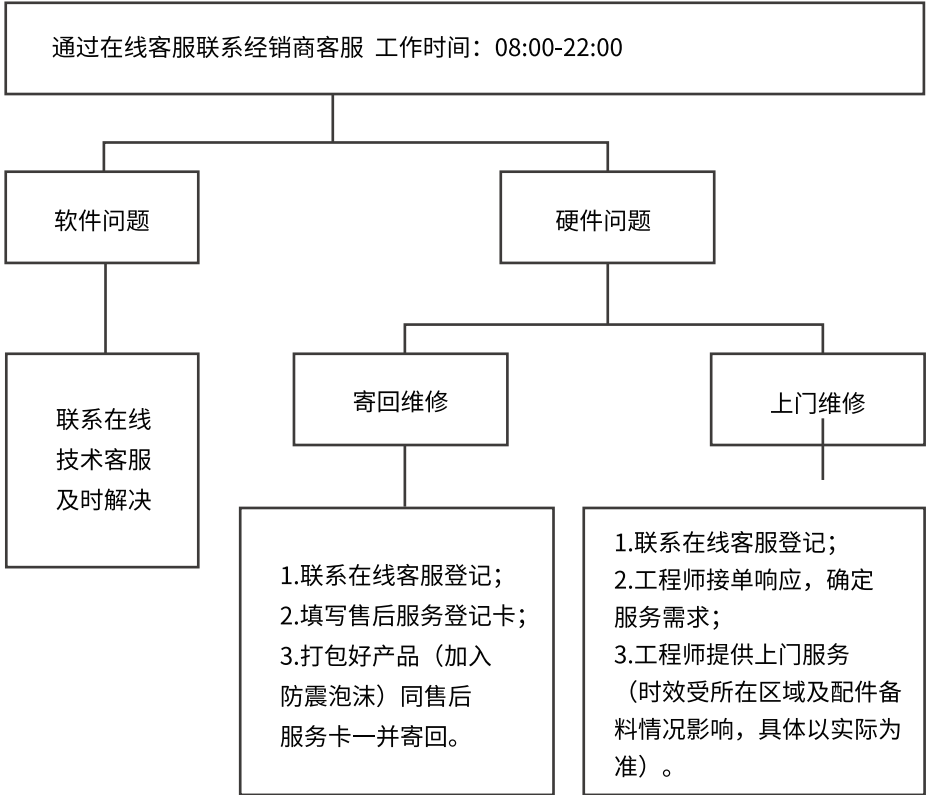 通过在线客服联系经销商客服 工作时间：08:00-22:00
软件问题
硬件问题
联系在线
技术客服
及时解决
寄回维修
上门维修
1.联系在线客服登记；
2.填写售后服务登记卡；
3.打包好产品（加入
防震泡沫）同售后
服务卡一并寄回。
1.联系在线客服登记；
2.工程师接单响应，确定
服务需求；
3.工程师提供上门服务
（时效受所在区域及配件备
料情况影响，具体以实际为
准）。